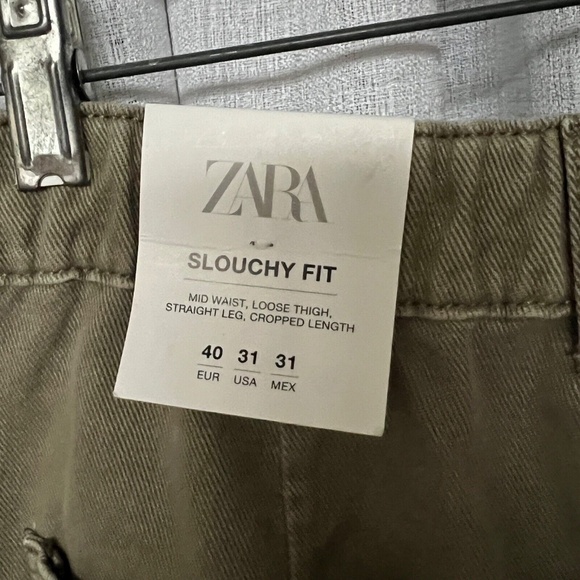 ZARA
SLOUCHY FIT
MID WAIST, LOOSE THIGH,
STRAIGHT LEG, CROPPED LENGTH
40 31 31
EUR USA MEX